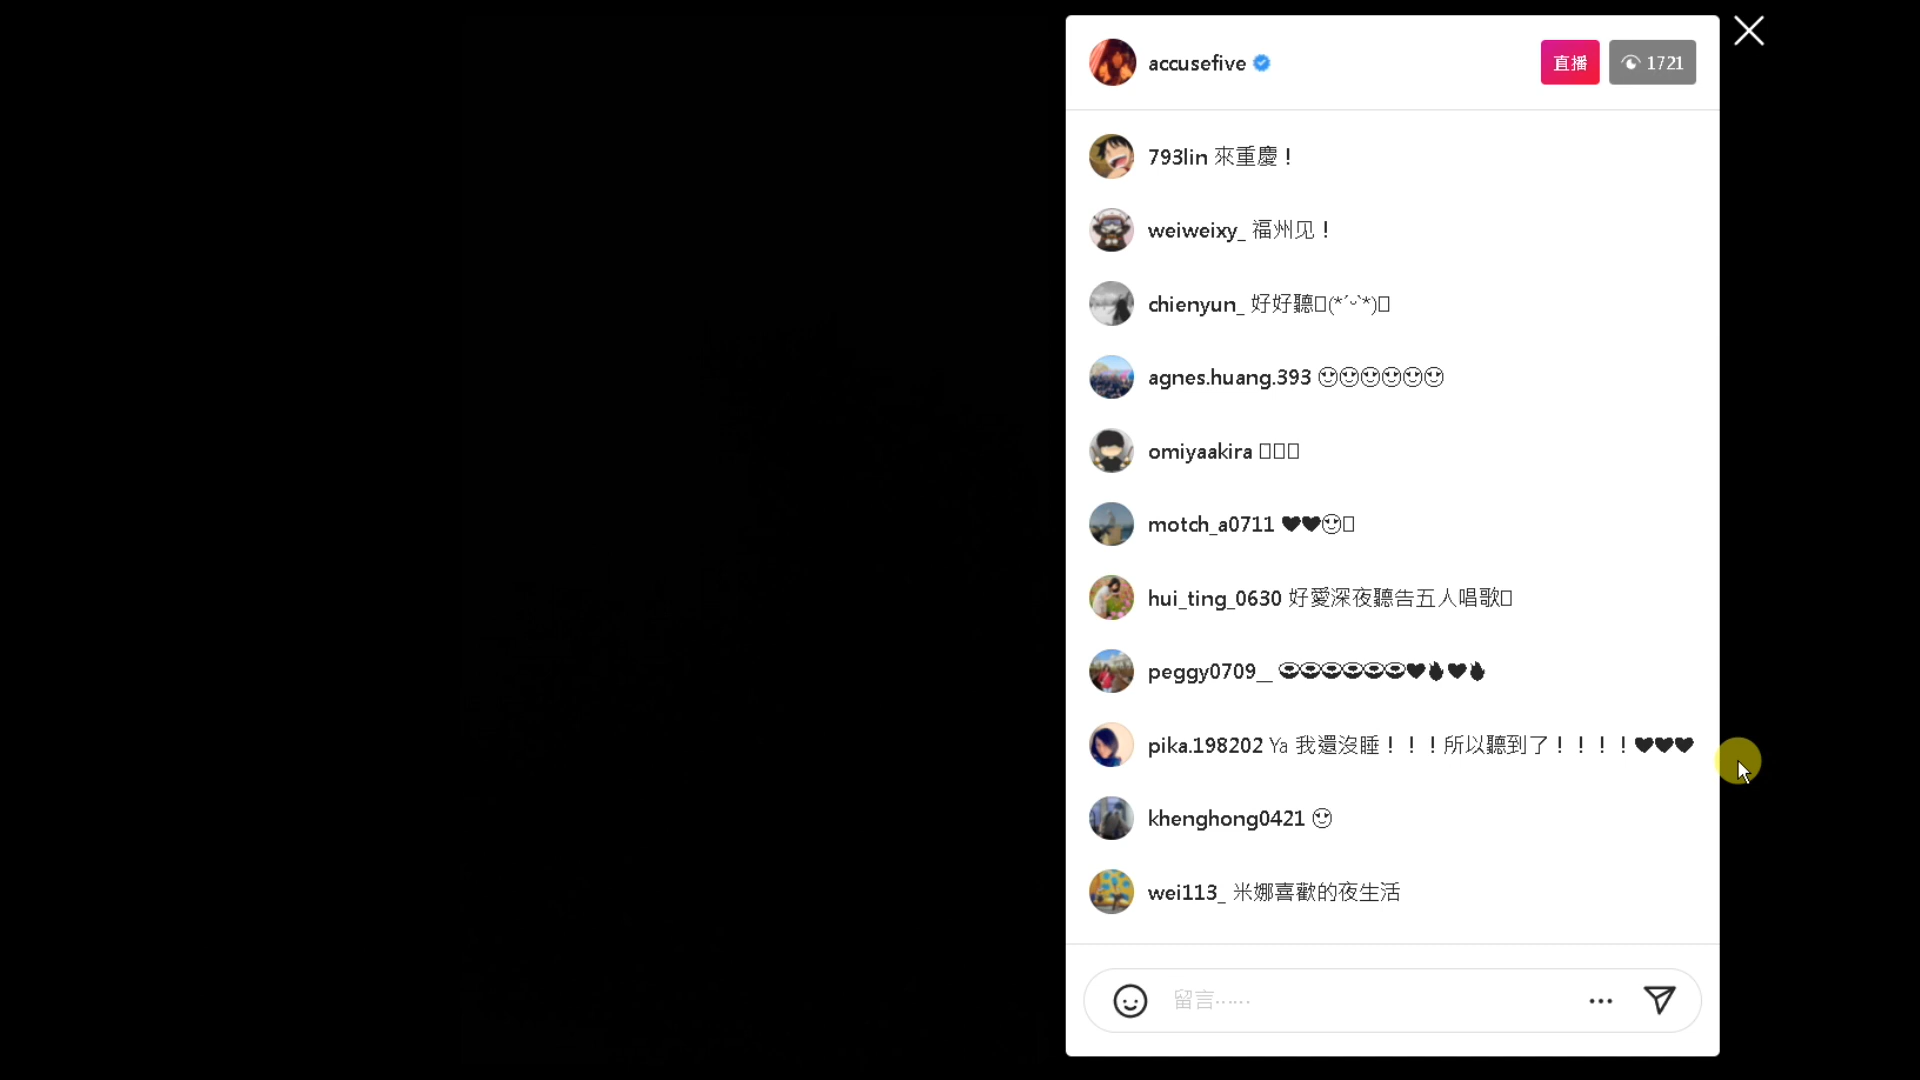 accusefive
直播
1721
793lin 來重慶！
weiweixy_ 福州见！
chienyun_ 好好聽(*´ᵕ`*)
agnes.huang.393
omiyaakira
motch_a0711 ♥♥
hui_ting_0630 好愛深夜聽告五人唱歌
peggy0709__
pika.198202 Ya 我還沒睡！！！所以聽到了！！！！♥♥♥
khenghong0421
wei113_ 米娜喜歡的夜生活
留言……